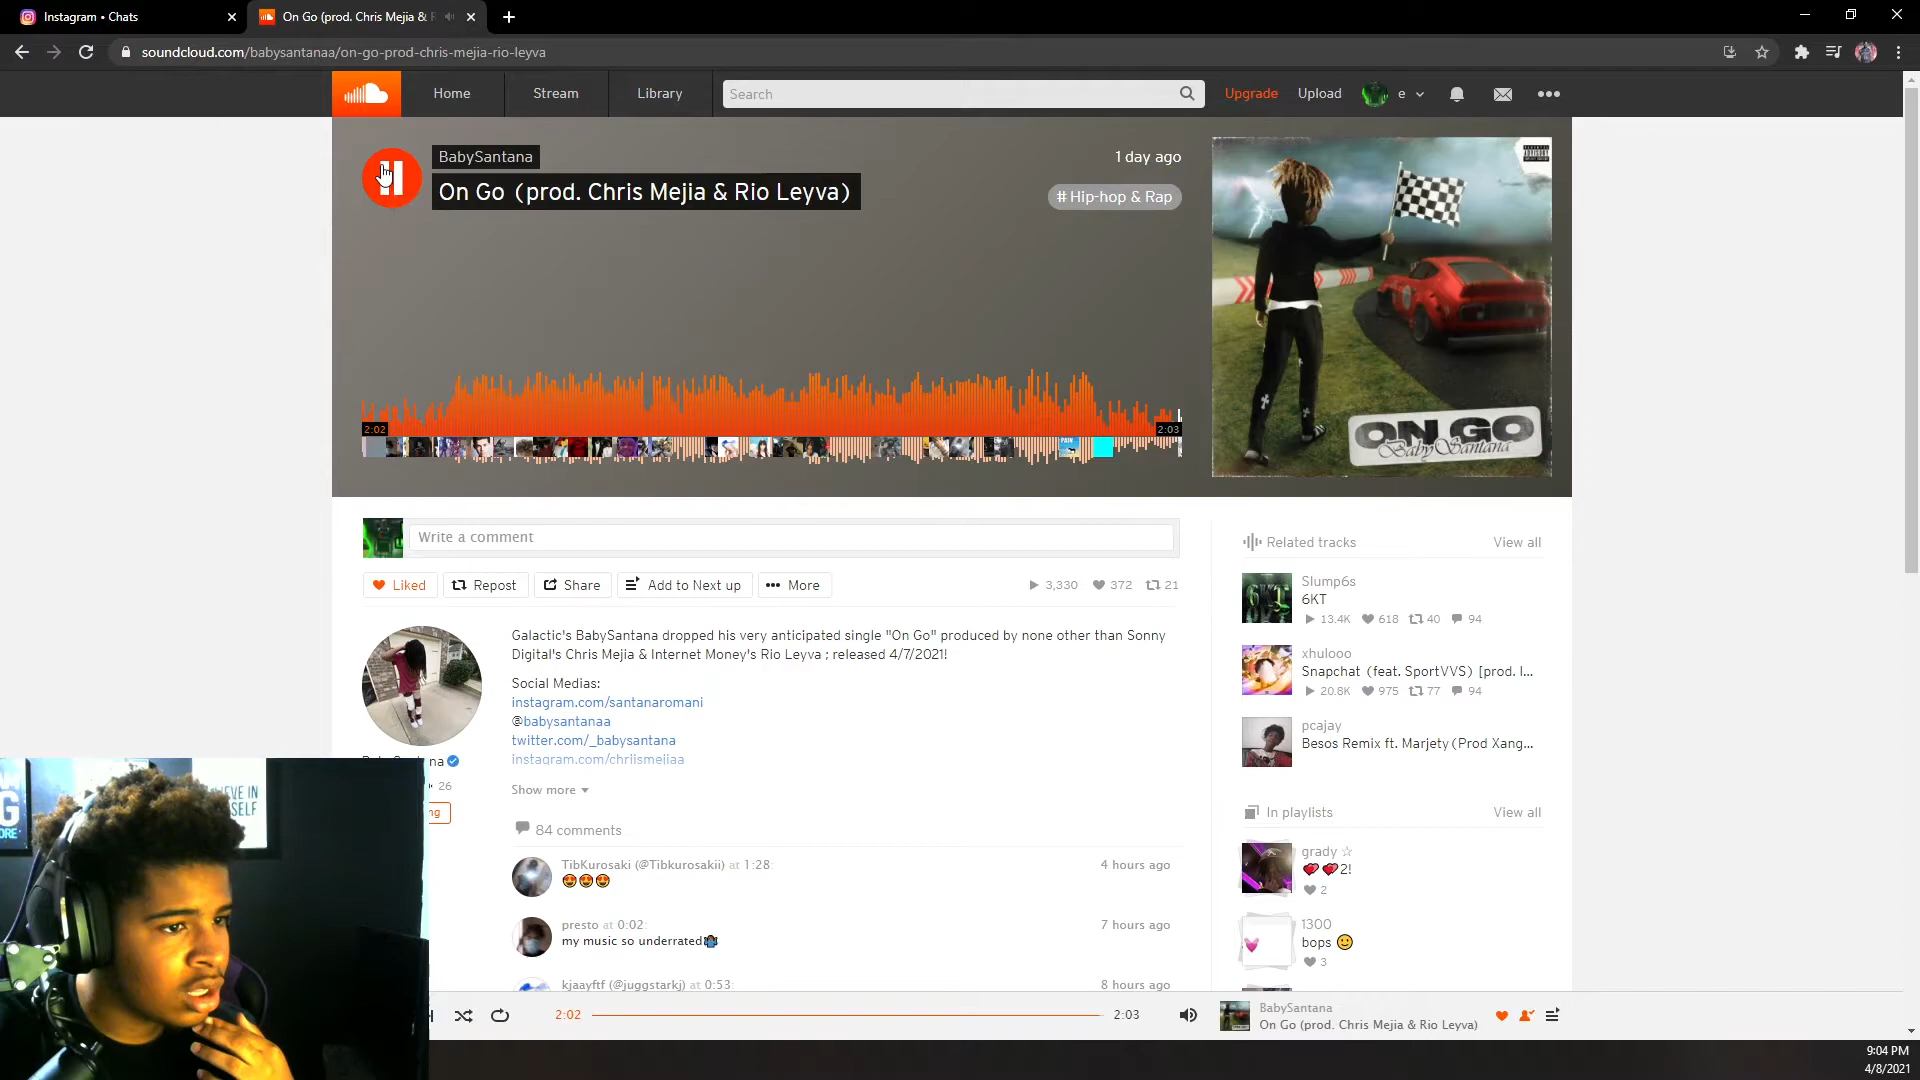 Instagram • Chats
On Go (prod. Chris Mejia & R
soundcloud.com/babysantanaa/on-go-prod-chris-mejia-rio-leyva
Home
Stream
Library
Search
Upgrade
Upload
e
BabySantana
On Go (prod. Chris Mejia & Rio Leyva)
1 day ago
# Hip-hop & Rap
2:02
2:03
ON GO
BabySantana
Write a comment
Liked
Repost
Share
Add to Next up
More
3,330
372
21
Galactic's BabySantana dropped his very anticipated single "On Go" produced by none other than Sonny
Digital's Chris Mejia & Internet Money's Rio Leyva ; released 4/7/2021!
Social Medias:
instagram.com/santanaromani
@babysantanaa
twitter.com/_babysantana
instagram.com/chriismejiaa
Show more
26
84 comments
TibKurosaki (@Tibkurosakii) at 1:28:
4 hours ago
😍😍😍
presto at 0:02:
7 hours ago
my music so underrated
kjaayftf (@juggstarkj) at 0:53:
8 hours ago
Related tracks
View all
Slump6s
6KT
13.4K 618 40 94
xhulooo
Snapchat (feat. SportVVS) [prod. I...
20.8K 975 77 94
pcajay
Besos Remix ft. Marjety (Prod Xang...
In playlists
View all
grady ☆
2!
2
1300
bops 🙂
3
2:02
2:03
BabySantana
On Go (prod. Chris Mejia & Rio Leyva)
9:04 PM
4/8/2021